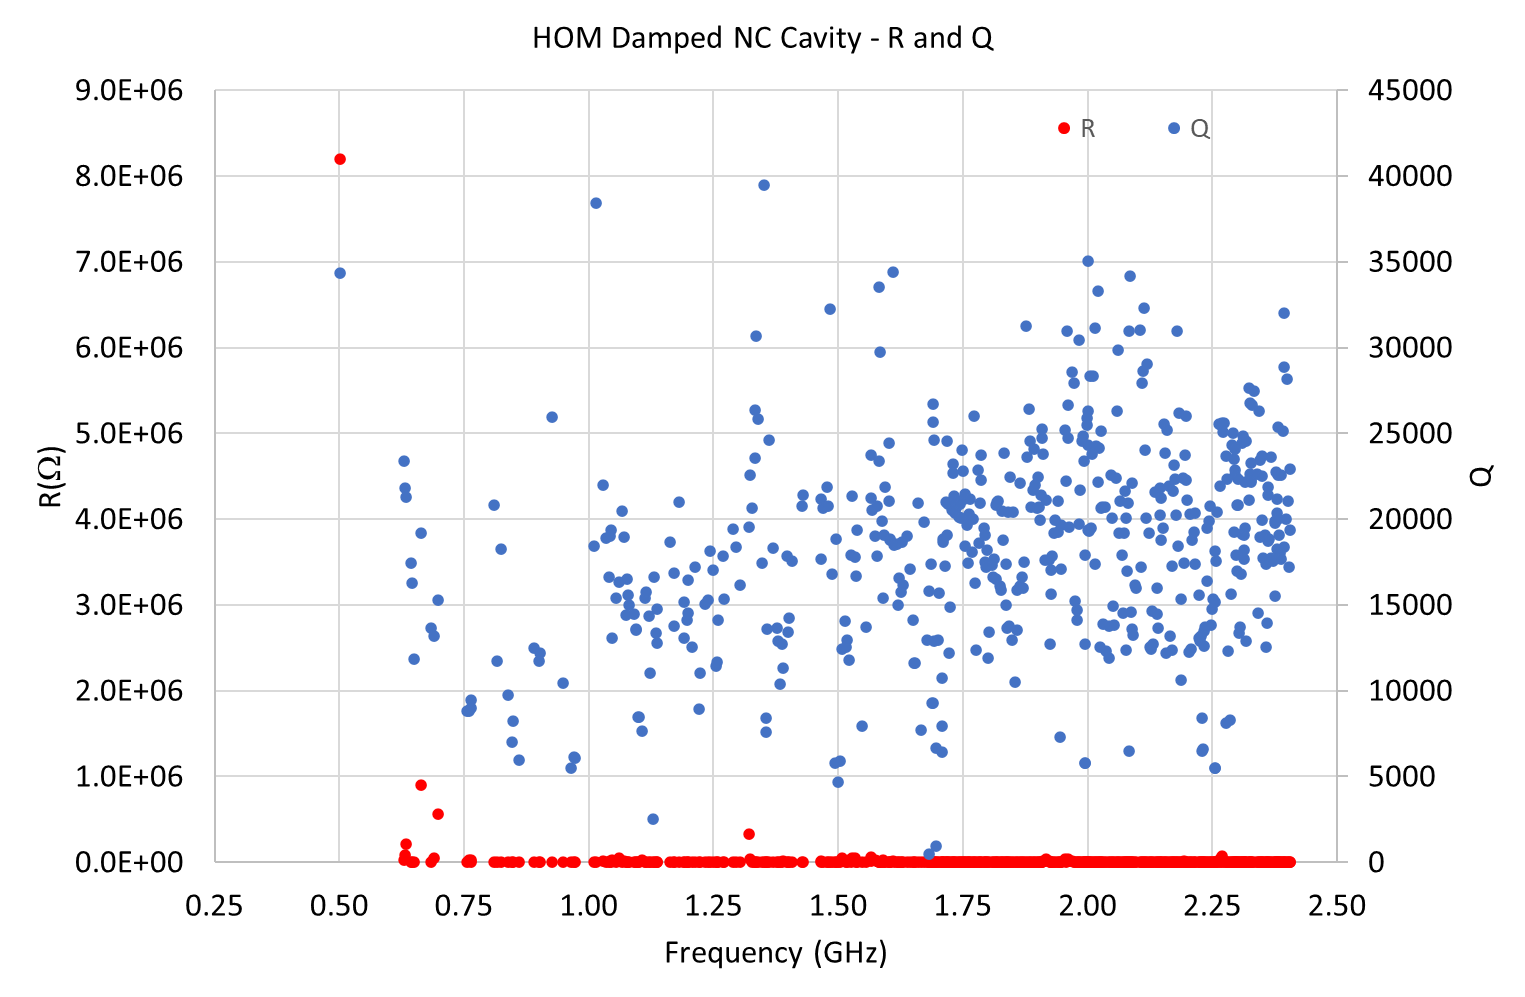 HOM Damped NC Cavity - R and Q
9.0E+06
8.0E+06
7.0E+06
6.0E+06
5.0E+06
4.0E+06
3.0E+06
2.0E+06
1.0E+06
0.0E+00
R(Ω)
R
Q
45000
40000
35000
30000
25000
20000
15000
10000
5000
0
Q
0.25 0.50 0.75 1.00 1.25 1.50 1.75 2.00 2.25 2.50
Frequency (GHz)